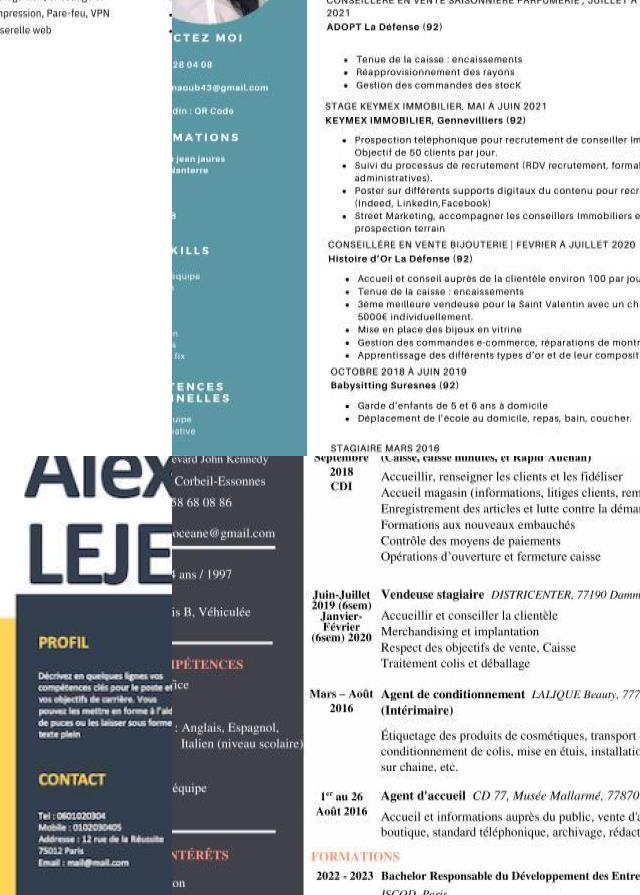 mpression, Pare-feu, VPN
serelle web
CTEZ MOI
28 04 08
naoub43@gmail.com
din : QR Code
MATIONS
jean jaures
Nanterre
8
KILLS
équipe
n
n
s
fix
TENCES
NNELLES
uipe
iative
2021
ADOPT La Défense (92)
Tenue de la caisse : encaissements
Réapprovisionnement des rayons
Gestion des commandes des stocK
STAGE KEYMEX IMMOBILIER, MAI À JUIN 2021
KEYMEX IMMOBILIER, Gennevilliers (92)
Prospection téléphonique pour recrutement de conseiller Im
Objectif de 50 clients par jour.
Suivi du processus de recrutement (RDV recrutement, formal
administratives).
Poster sur différents supports digitaux du contenu pour recr
(Indeed, LinkedIn,Facebook)
Street Marketing, accompagner les conseillers Immobiliers e
prospection terrain
CONSEILLÈRE EN VENTE BIJOUTERIE | FEVRIER À JUILLET 2020
Histoire d'Or La Défense (92)
Accueil et conseil auprès de la clientèle environ 100 par jou
Tenue de la caisse : encaissements
3ème meilleure vendeuse pour la Saint Valentin avec un ch
5000€ individuellement.
Mise en place des bijoux en vitrine
Gestion des commandes e-commerce, réparations de montr
Apprentissage des différents types d'or et de leur composit
OCTOBRE 2018 À JUIN 2019
Babysitting Suresnes (92)
Garde d'enfants de 5 et 6 ans à domicile
Déplacement de l'école au domicile, repas, bain, coucher.
STAGIAIRE MARS 2016
Alex
LEJE
PROFIL
Décrivez en quelques lignes vos
compétences clés pour le poste et
vos objectifs de carrière. Vous
pouvez les mettre en forme à l'aid
de puces ou les laisser sous forme
texte plein
CONTACT
Tel : 0601020304
Mobile : 0102030405
Addresse : 12 rue de la Réussite
75012 Paris
Email : mail@mail.com
evard John Kennedy
Corbeil-Essonnes
58 68 08 86
oceane@gmail.com
4 ans / 1997
is B, Véhiculée
IPÉTENCES
fice
: Anglais, Espagnol,
Italien (niveau scolaire)
équipe
NTÉRÊTS
on
Septembre (Caisse, caisse minutes, et Rapid'Auchan)
2018 Accueillir, renseigner les clients et les fidéliser
CDI Accueil magasin (informations, litiges clients, rem
Enregistrement des articles et lutte contre la démar
Formations aux nouveaux embauchés
Contrôle des moyens de paiements
Opérations d'ouverture et fermeture caisse
Juin-Juillet Vendeuse stagiaire DISTRICENTER, 77190 Damm
2019 (6sem)
Janvier- Accueillir et conseiller la clientèle
Février Merchandising et implantation
(6sem) 2020 Respect des objectifs de vente, Caisse
Traitement colis et déballage
Mars – Août Agent de conditionnement LALIQUE Beauty, 777
2016 (Intérimaire)
Étiquetage des produits de cosmétiques, transport
conditionnement de colis, mise en étuis, installatio
sur chaine, etc.
1er au 26 Agent d'accueil CD 77, Musée Mallarmé, 77870
Août 2016 Accueil et informations auprès du public, vente d'a
boutique, standard téléphonique, archivage, rédact
FORMATIONS
2022 - 2023 Bachelor Responsable du Développement des Entre
ISCOD, Paris